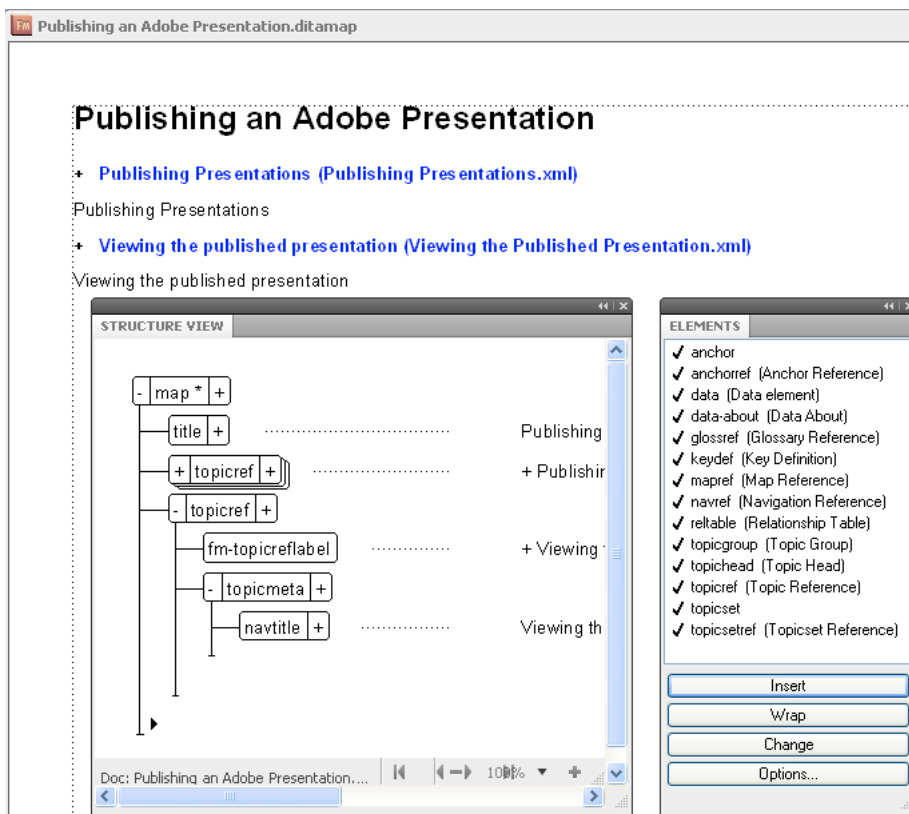 Fm Publishing an Adobe Presentation.ditamap
Publishing an Adobe Presentation
+ Publishing Presentations (Publishing Presentations.xml)
Publishing Presentations
+ Viewing the published presentation (Viewing the Published Presentation.xml)
Viewing the published presentation
STRUCTURE VIEW
- map * +
title + Publishing
+ topicref + + Publishin
- topicref +
fm-topicreflabel + Viewing
- topicmeta +
navtitle + Viewing th
Doc: Publishing an Adobe Presentation.... 100%
ELEMENTS
✓ anchor
✓ anchorref (Anchor Reference)
✓ data (Data element)
✓ data-about (Data About)
✓ glossref (Glossary Reference)
✓ keydef (Key Definition)
✓ mapref (Map Reference)
✓ navref (Navigation Reference)
✓ reltable (Relationship Table)
✓ topicgroup (Topic Group)
✓ topichead (Topic Head)
✓ topicref (Topic Reference)
✓ topicset
✓ topicsetref (Topicset Reference)
Insert
Wrap
Change
Options...